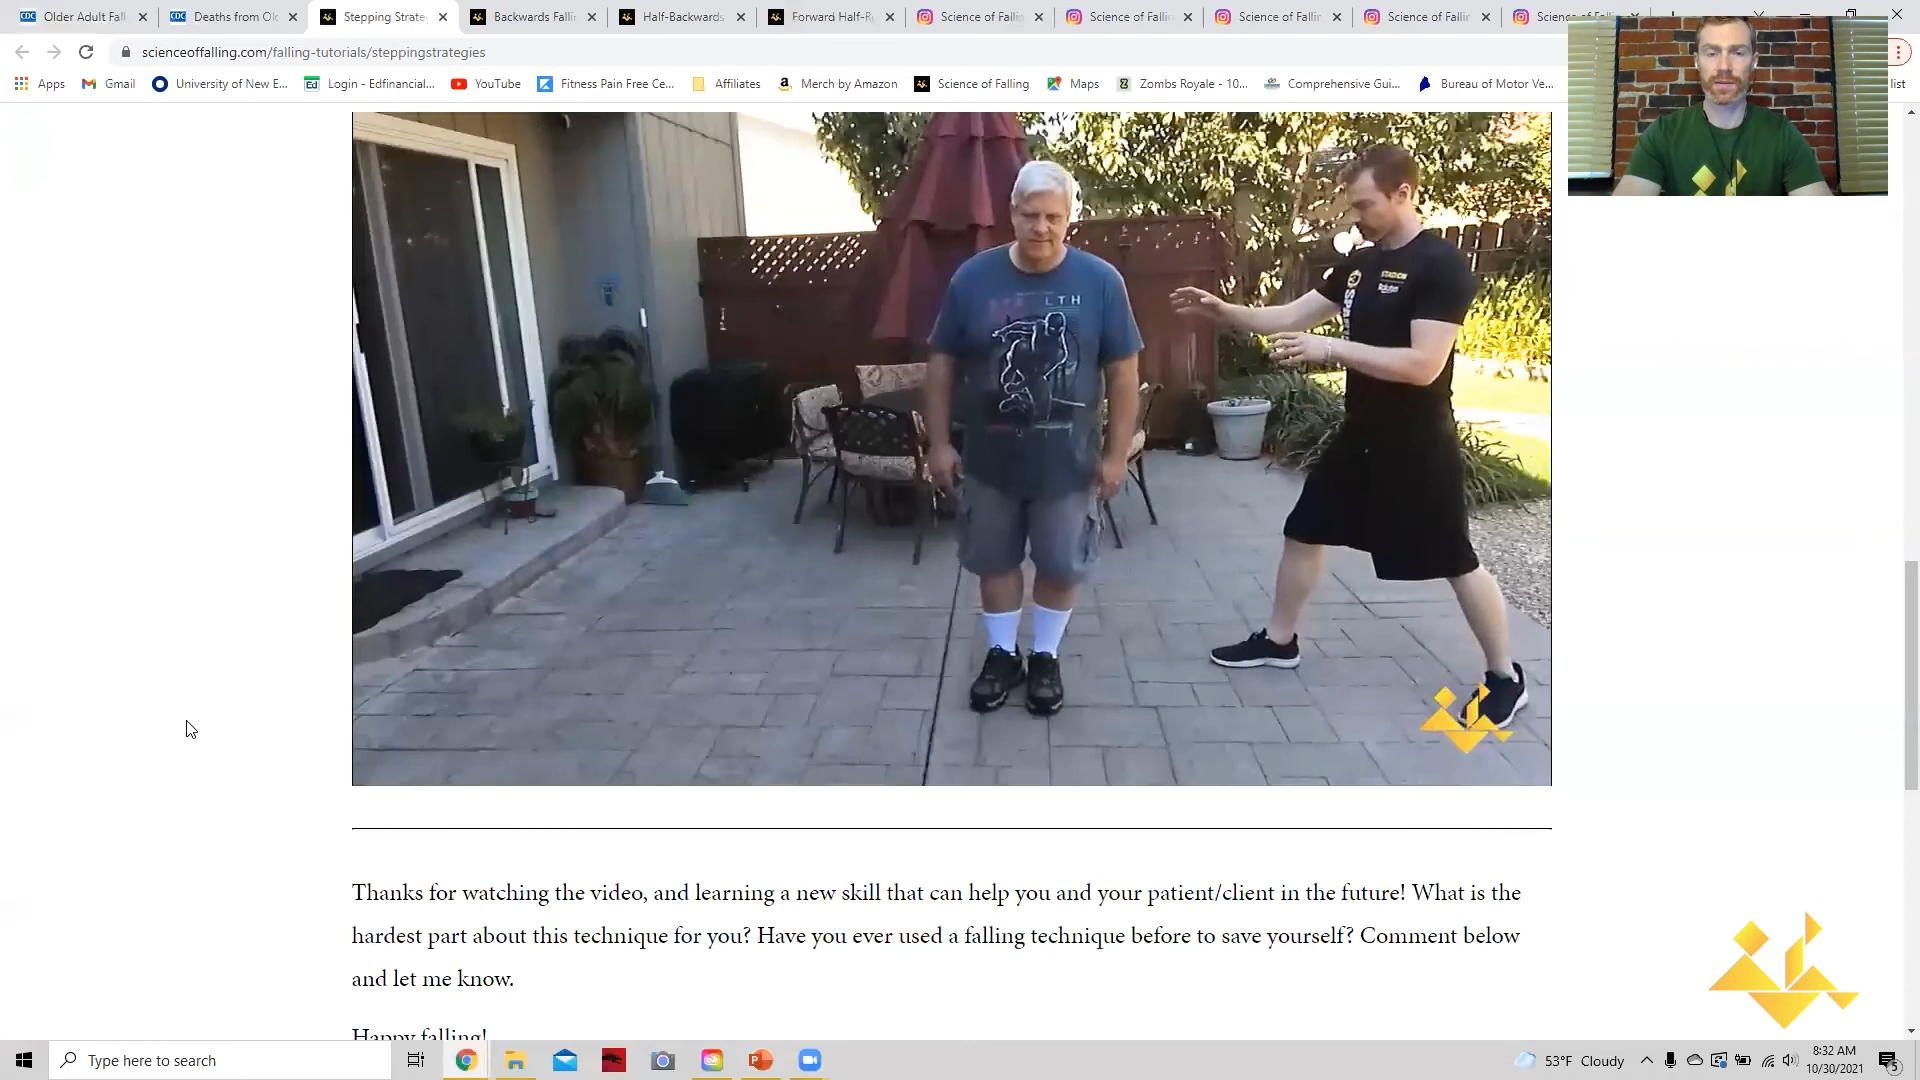 Older Adult Fall
Deaths from Ol
Stepping Strate
Backwards Falli
Half-Backwards
Forward Half-R
Science of Fallin
Science of Fallin
Science of Fallin
Science of Fallin
scienceoffalling.com/falling-tutorials/steppingstrategies
Apps
Gmail
University of New E...
Login - Edfinancial...
YouTube
Fitness Pain Free Ce...
Affiliates
Merch by Amazon
Science of Falling
Maps
Zombs Royale - 10...
Comprehensive Gui...
Bureau of Motor Ve...
list
LTH
Thanks for watching the video, and learning a new skill that can help you and your patient/client in the future! What is the
hardest part about this technique for you? Have you ever used a falling technique before to save yourself? Comment below
and let me know.
Happy falling!
Type here to search
53°F Cloudy
8:32 AM
10/30/2021
5